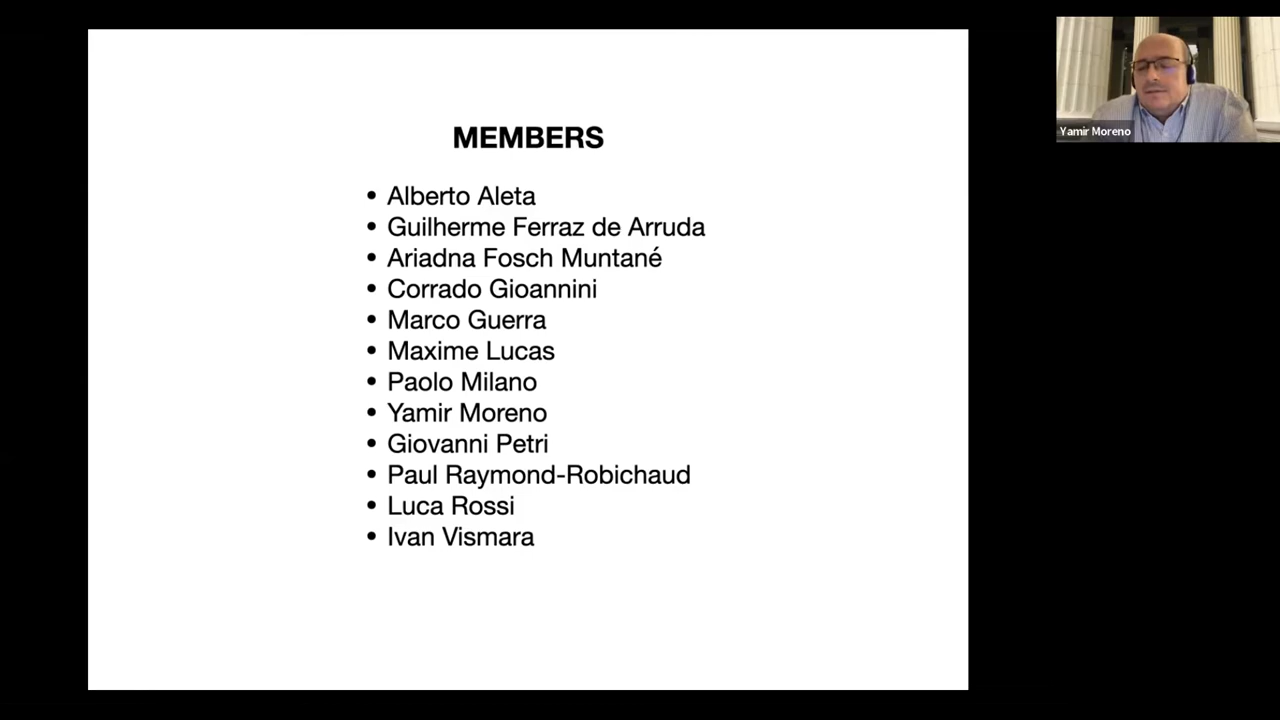 MEMBERS
• Alberto Aleta
• Guilherme Ferraz de Arruda
• Ariadna Fosch Muntané
• Corrado Gioannini
• Marco Guerra
• Maxime Lucas
• Paolo Milano
• Yamir Moreno
• Giovanni Petri
• Paul Raymond-Robichaud
• Luca Rossi
• Ivan Vismara
Yamir Moreno